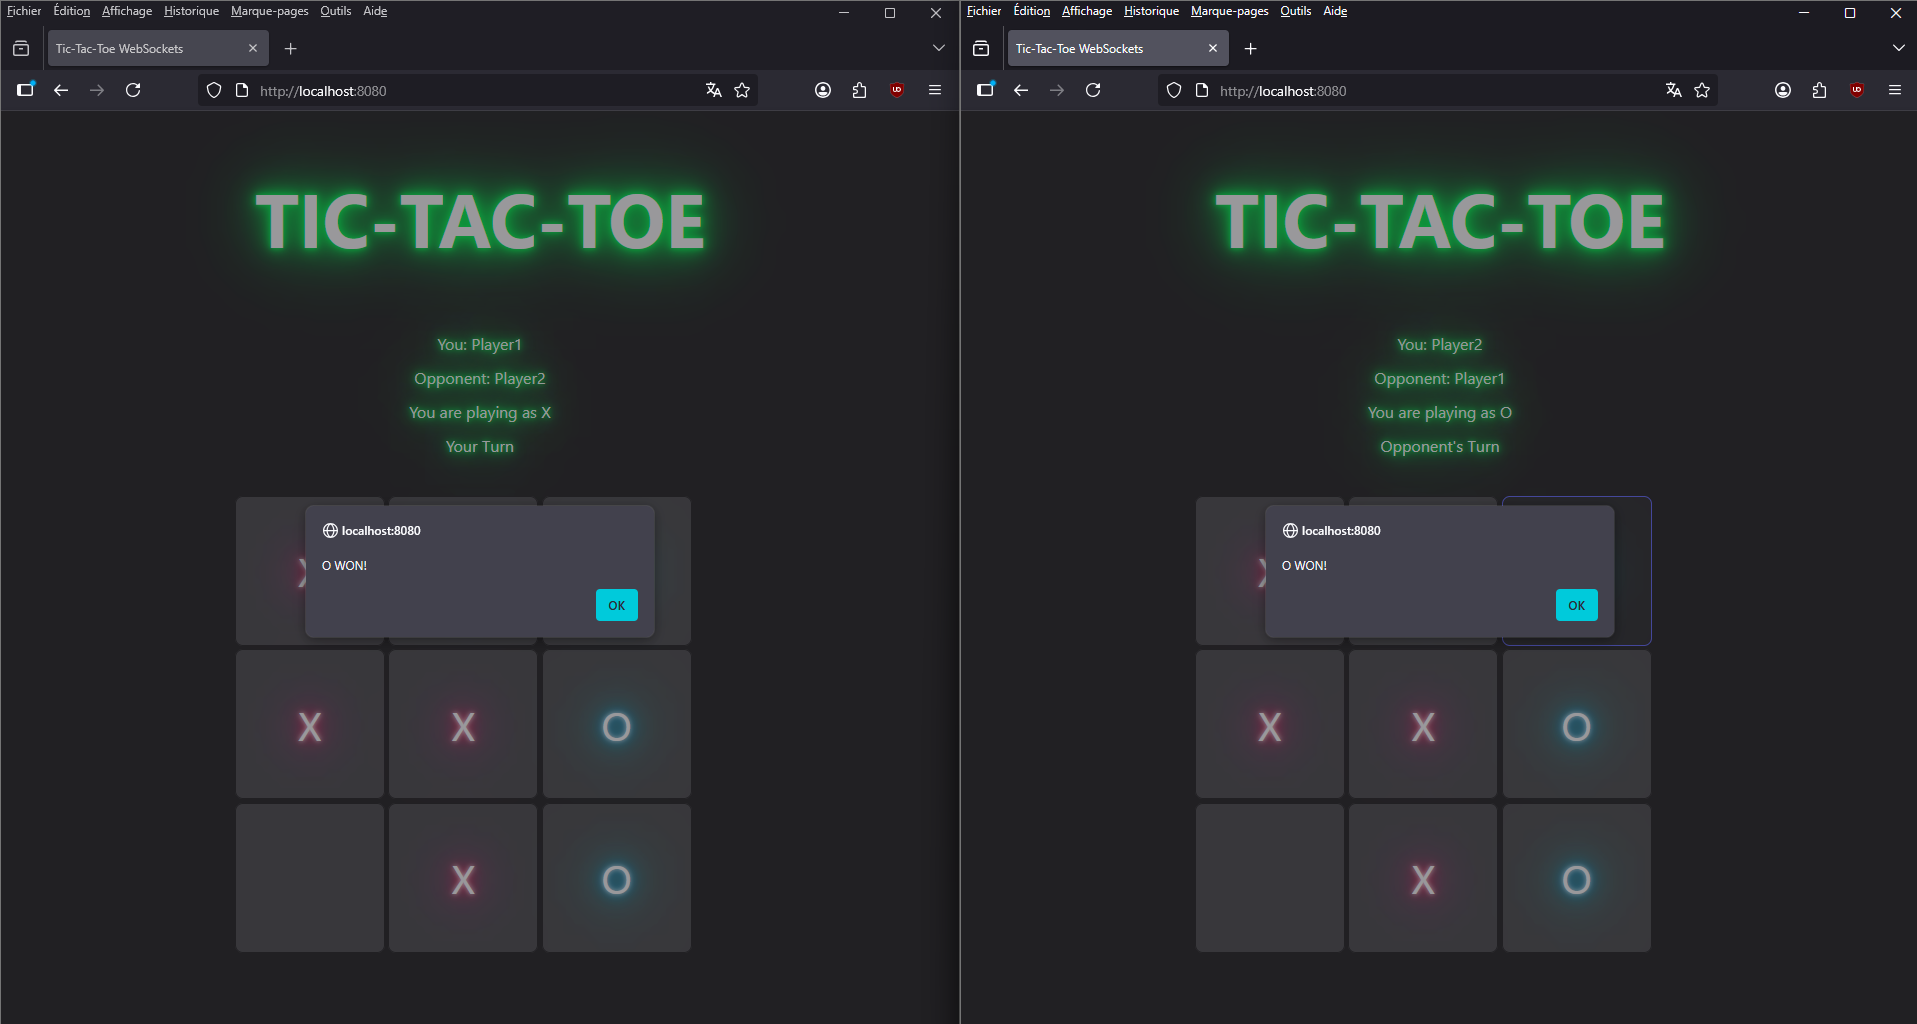 Fichier Édition Affichage Historique Marque-pages Outils Aide
Tic-Tac-Toe WebSockets
http://localhost:8080
TIC-TAC-TOE
You: Player1
Opponent: Player2
You are playing as X
Your Turn
localhost:8080
O WON!
OK
X X O
X O
Fichier Édition Affichage Historique Marque-pages Outils Aide
Tic-Tac-Toe WebSockets
http://localhost:8080
TIC-TAC-TOE
You: Player2
Opponent: Player1
You are playing as O
Opponent's Turn
localhost:8080
O WON!
OK
X X O
X O